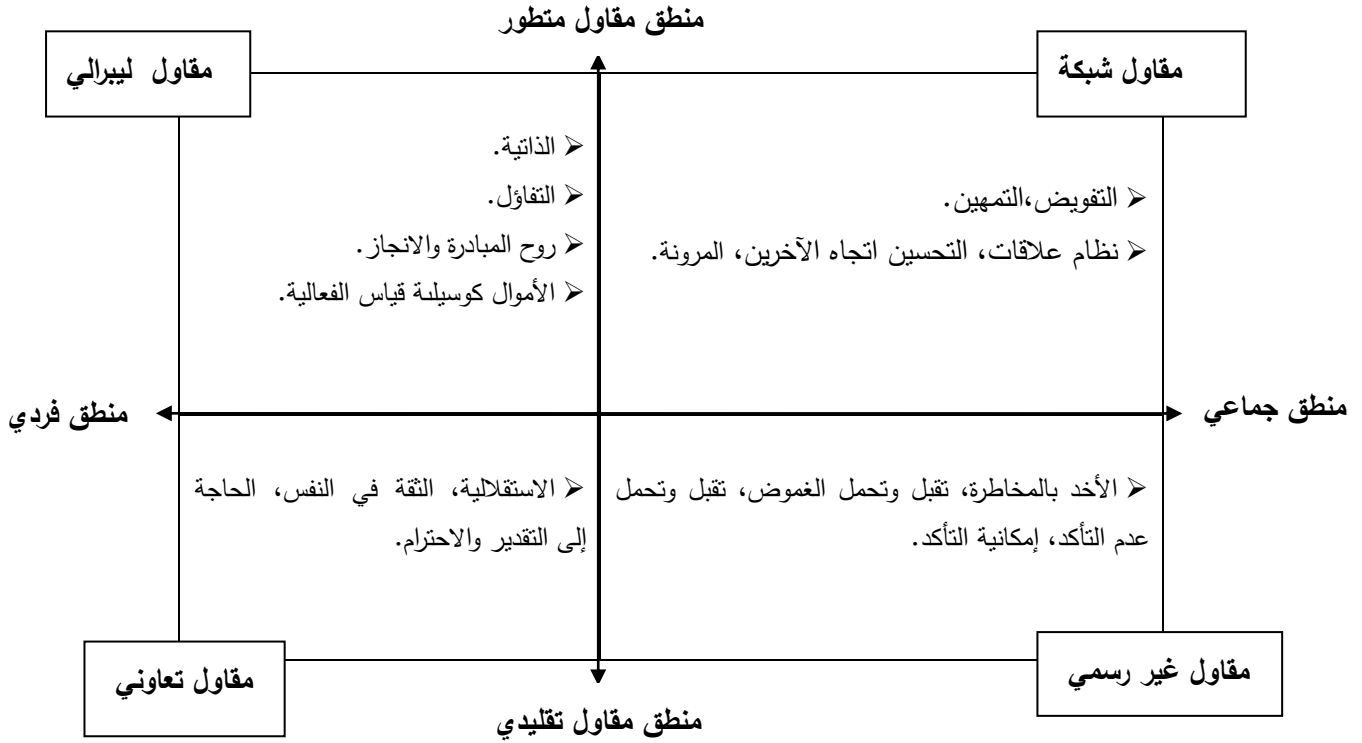 منطق مقاول متطور
مقاول شبكة
مقاول ليبرالي
➢ التفويض،التمهين.
➢ نظام علاقات، التحسين اتجاه الآخرين، المرونة.
➢ الذاتية.
➢ التفاؤل.
➢ روح المبادرة والانجاز.
➢ الأموال كوسيلىة قياس الفعالية.
منطق جماعي
منطق فردي
➢ الأخد بالمخاطرة، تقبل وتحمل الغموض، تقبل وتحمل
عدم التأكد، إمكانية التأكد.
➢ الاستقلالية، الثقة في النفس، الحاجة
إلى التقدير والاحترام.
مقاول غير رسمي
مقاول تعاوني
منطق مقاول تقليدي